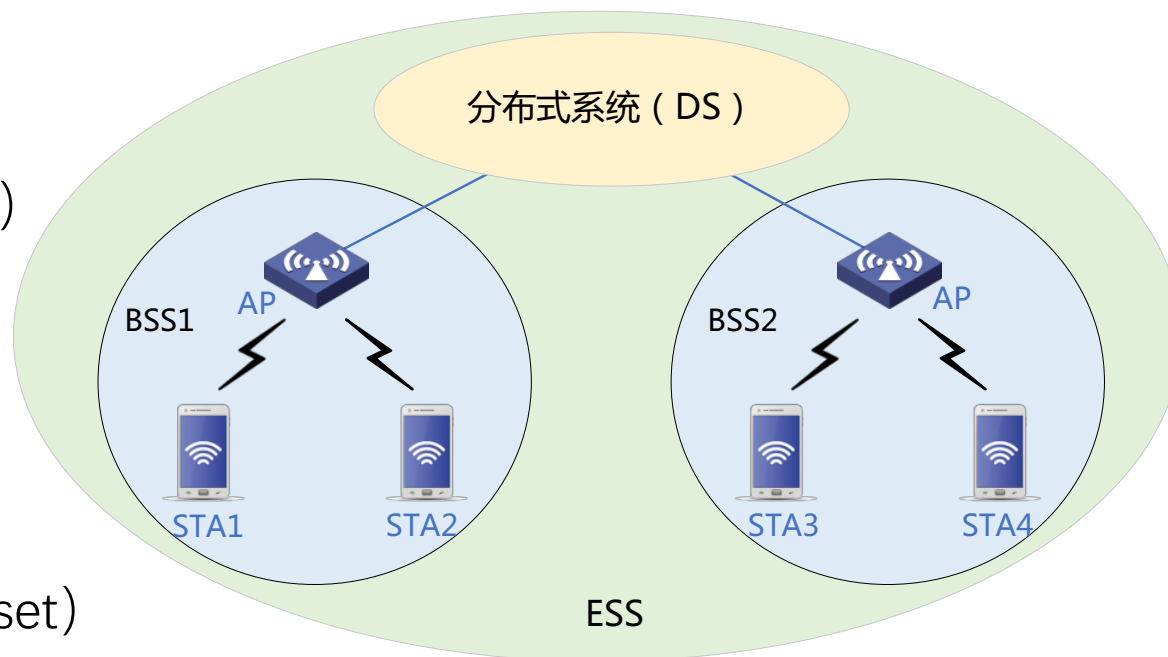 分布式系统（DS）
)
AP
BSS1
AP
BSS2
STA1
STA2
STA3
STA4
set)
ESS